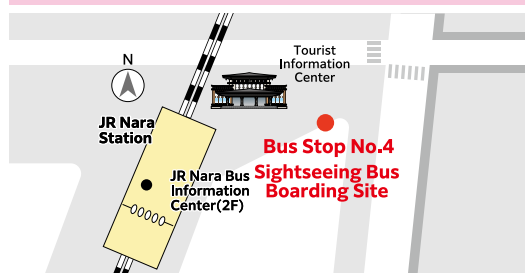 Tourist
Information
Center
N
JR Nara
Station
JR Nara Bus
Information
Center(2F)
Bus Stop No.4
Sightseeing Bus
Boarding Site